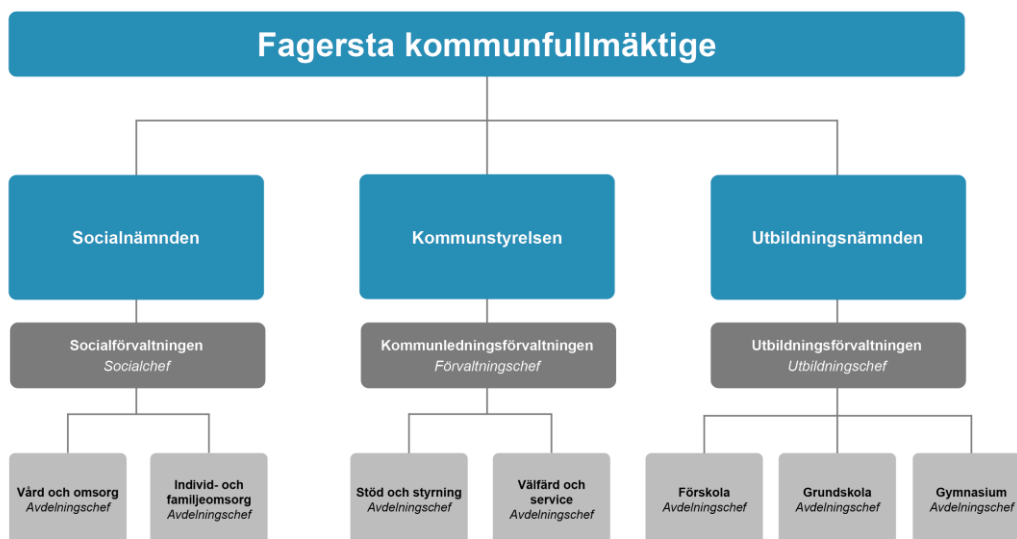 Fagersta kommunfullmäktige
Socialnämnden
Kommunstyrelsen
Utbildningsnämnden
Socialförvaltningen
Socialchef
Kommunledningsförvaltningen
Förvaltningschef
Utbildningsförvaltningen
Utbildningschef
Vård och omsorg
Avdelningschef
Individ- och
familjeomsorg
Avdelningschef
Stöd och styrning
Avdelningschef
Välfärd och
service
Avdelningschef
Förskola
Avdelningschef
Grundskola
Avdelningschef
Gymnasium
Avdelningschef